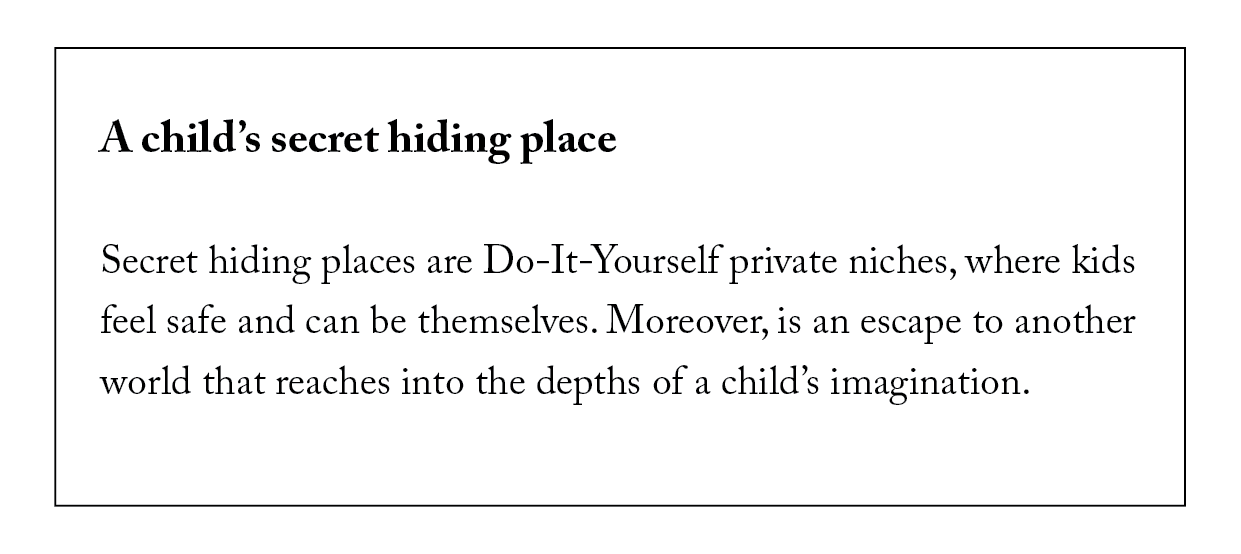 A child’s secret hiding place
Secret hiding places are Do-It-Yourself private niches, where kids
feel safe and can be themselves. Moreover, is an escape to another
world that reaches into the depths of a child’s imagination.